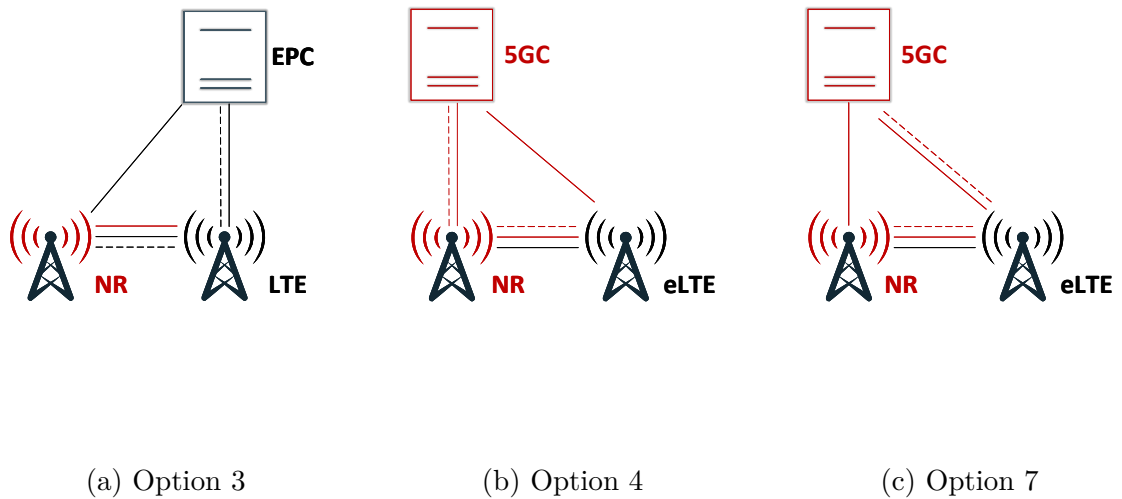 EPC
5GC
5GC
NR
LTE
NR
eLTE
NR
eLTE
(a) Option 3
(b) Option 4
(c) Option 7